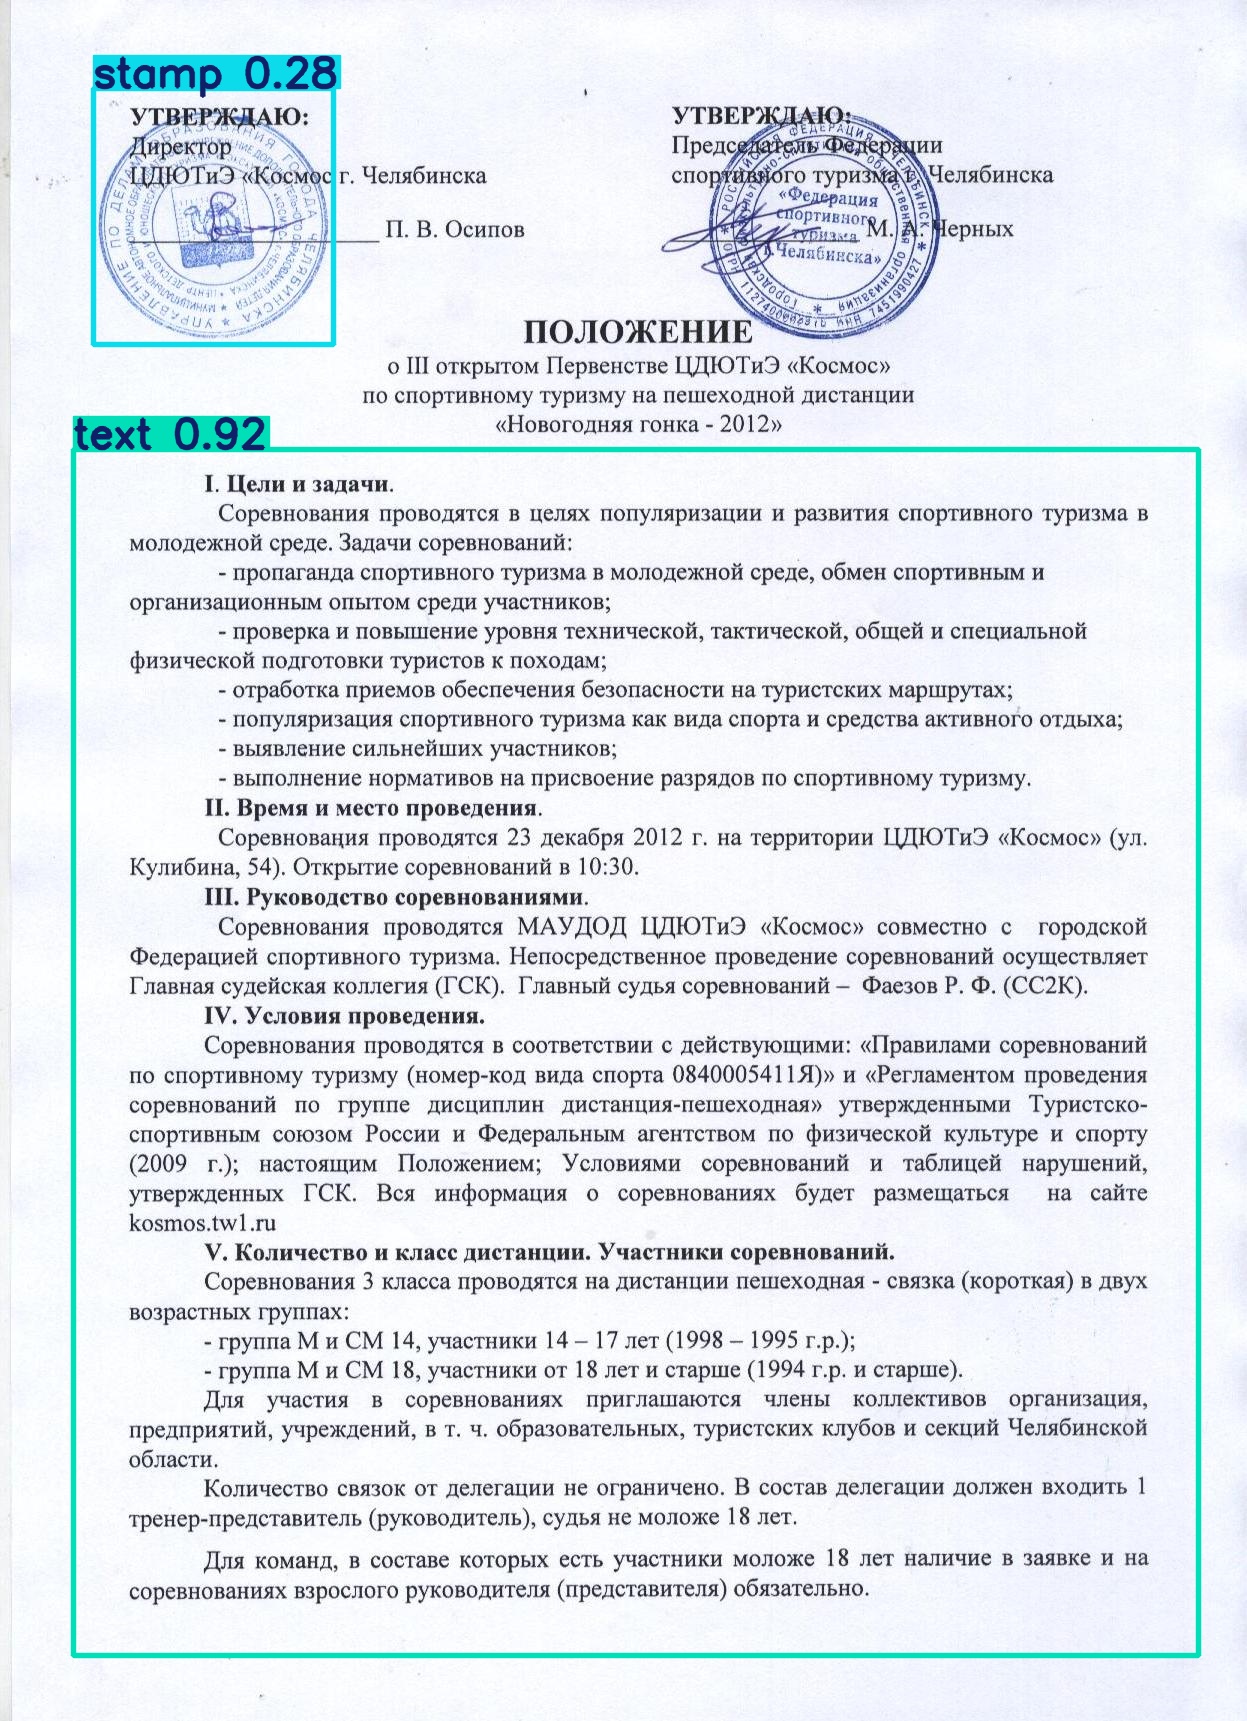 stamp 0.28
УТВЕРЖДАЮ:
Директор
ЦДЮТиЭ «Космос г. Челябинска
П. В. Осипов
УТВЕРЖДАЮ:
Председатель Федерации
спортивного туризма г. Челябинска
М. А. Черных
«Федерация
спортивного
туризма
г.Челябинска»
ПОЛОЖЕНИЕ
о III открытом Первенстве ЦДЮТиЭ «Космос»
по спортивному туризму на пешеходной дистанции
«Новогодняя гонка - 2012»
text 0.92
I. Цели и задачи.
Соревнования проводятся в целях популяризации и развития спортивного туризма в
молодежной среде. Задачи соревнований:
- пропаганда спортивного туризма в молодежной среде, обмен спортивным и
организационным опытом среди участников;
- проверка и повышение уровня технической, тактической, общей и специальной
физической подготовки туристов к походам;
- отработка приемов обеспечения безопасности на туристских маршрутах;
- популяризация спортивного туризма как вида спорта и средства активного отдыха;
- выявление сильнейших участников;
- выполнение нормативов на присвоение разрядов по спортивному туризму.
II. Время и место проведения.
Соревнования проводятся 23 декабря 2012 г. на территории ЦДЮТиЭ «Космос» (ул.
Кулибина, 54). Открытие соревнований в 10:30.
III. Руководство соревнованиями.
Соревнования проводятся МАУДОД ЦДЮТиЭ «Космос» совместно с городской
Федерацией спортивного туризма. Непосредственное проведение соревнований осуществляет
Главная судейская коллегия (ГСК). Главный судья соревнований – Фаезов Р. Ф. (СС2К).
IV. Условия проведения.
Соревнования проводятся в соответствии с действующими: «Правилами соревнований
по спортивному туризму (номер-код вида спорта 0840005411Я)» и «Регламентом проведения
соревнований по группе дисциплин дистанция-пешеходная» утвержденными Туристско-
спортивным союзом России и Федеральным агентством по физической культуре и спорту
(2009 г.); настоящим Положением; Условиями соревнований и таблицей нарушений,
утвержденных ГСК. Вся информация о соревнованиях будет размещаться на сайте
kosmos.tw1.ru
V. Количество и класс дистанции. Участники соревнований.
Соревнования 3 класса проводятся на дистанции пешеходная - связка (короткая) в двух
возрастных группах:
- группа М и СМ 14, участники 14 – 17 лет (1998 – 1995 г.р.);
- группа М и СМ 18, участники от 18 лет и старше (1994 г.р. и старше).
Для участия в соревнованиях приглашаются члены коллективов организация,
предприятий, учреждений, в т. ч. образовательных, туристских клубов и секций Челябинской
области.
Количество связок от делегации не ограничено. В состав делегации должен входить 1
тренер-представитель (руководитель), судья не моложе 18 лет.
Для команд, в составе которых есть участники моложе 18 лет наличие в заявке и на
соревнованиях взрослого руководителя (представителя) обязательно.